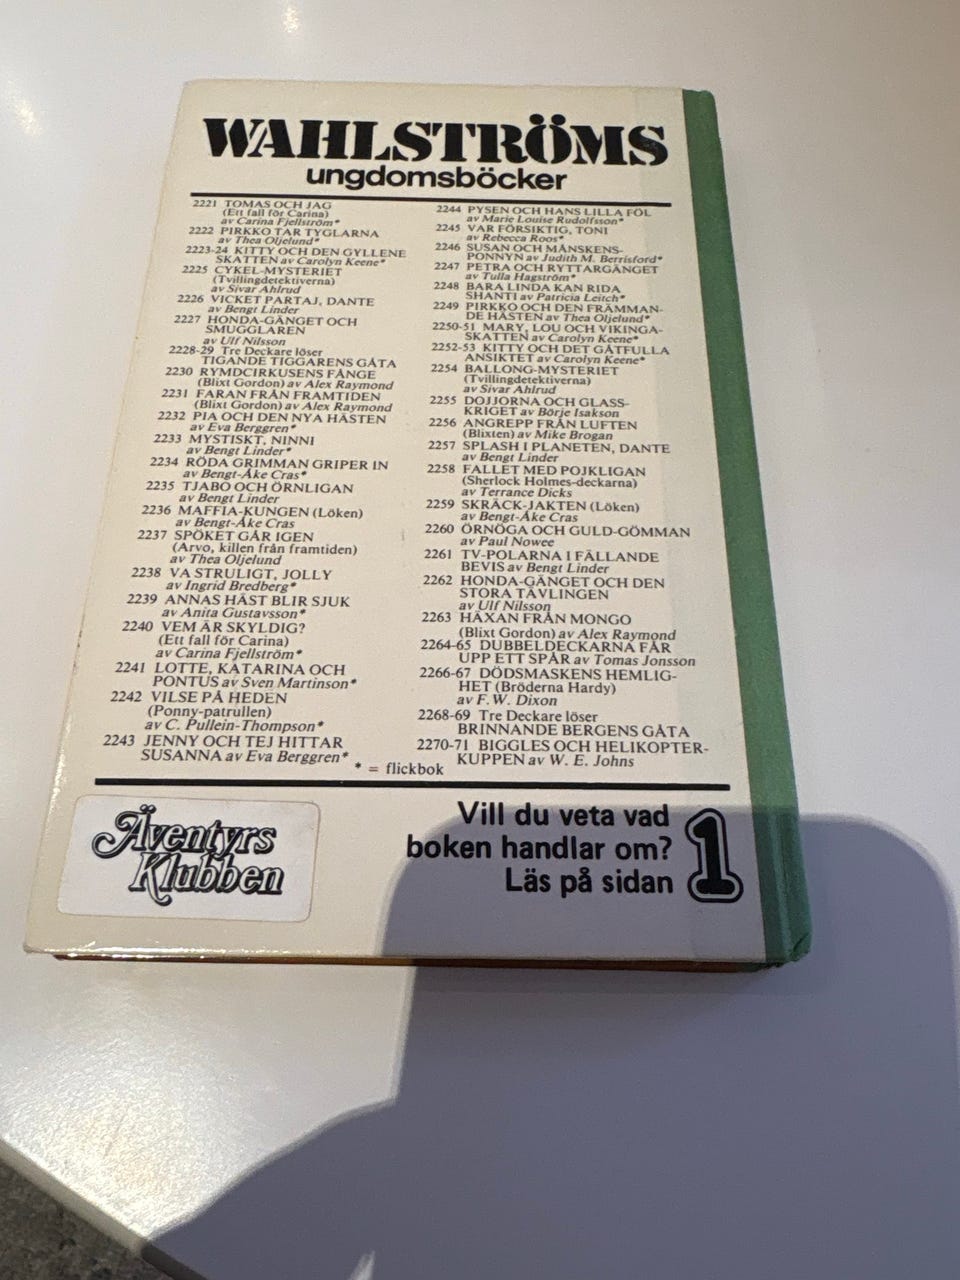 WAHLSTRÖMS
ungdomsböcker
2221 TOMAS OCH JAG
(Ett fall för Carina)
av Carina Fjellström*
2222 PIRKKO TAR TYGLARNA
av Thea Oljelund*
2223-24 KITTY OCH DEN GYLLENE
SKATTEN av Carolyn Keene*
2225 CYKEL-MYSTERIET
(Tvillingdetektiverna)
av Sivar Ahlrud
2226 VICKET PARTAJ, DANTE
av Bengt Linder
2227 HONDA-GÄNGET OCH
SMUGGLAREN
av Ulf Nilsson
2228-29 Tre Deckare löser
TIGANDE TIGGARENS GÅTA
2230 RYMDCIRKUSENS FÅNGE
(Blixt Gordon) av Alex Raymond
2231 FARAN FRÅN FRAMTIDEN
(Blixt Gordon) av Alex Raymond
2232 PIA OCH DEN NYA HÄSTEN
av Eva Berggren*
2233 MYSTISKT, NINNI
av Bengt Linder*
2234 RÖDA GRIMMAN GRIPER IN
av Bengt-Åke Cras*
2235 TJABO OCH ÖRNLIGAN
av Bengt Linder
2236 MAFFIA-KUNGEN (Löken)
av Bengt-Åke Cras
2237 SPÖKET GÅR IGEN
(Arvo, killen från framtiden)
av Thea Oljelund
2238 VA STRULIGT, JOLLY
av Ingrid Bredberg*
2239 ANNAS HÄST BLIR SJUK
av Anita Gustavsson*
2240 VEM ÄR SKYLDIG?
(Ett fall för Carina)
av Carina Fjellström*
2241 LOTTE, KATARINA OCH
PONTUS av Sven Martinson*
2242 VILSE PÅ HEDEN
(Ponny-patrullen)
av C. Pullein-Thompson*
2243 JENNY OCH TEJ HITTAR
SUSANNA av Eva Berggren*
2244 PYSEN OCH HANS LILLA FÖL
av Marie Louise Rudolfsson*
2245 VAR FÖRSIKTIG, TONI
av Rebecca Roos*
2246 SUSAN OCH MÅNSKENS-
PONNYN av Judith M. Berrisford*
2247 PETRA OCH RYTTARGÄNGET
av Tulla Hagström*
2248 BARA LINDA KAN RIDA
SHANTI av Patricia Leitch*
2249 PIRKKO OCH DEN FRÄMMAN-
DE HÄSTEN av Thea Oljelund*
2250-51 MARY, LOU OCH VIKINGA-
SKATTEN av Carolyn Keene*
2252-53 KITTY OCH DET GÅTFULLA
ANSIKTET av Carolyn Keene*
2254 BALLONG-MYSTERIET
(Tvillingdetektiverna)
av Sivar Ahlrud
2255 DOJJORNA OCH GLASS-
KRIGET av Börje Isakson
2256 ANGREPP FRÅN LUFTEN
(Blixten) av Mike Brogan
2257 SPLASH I PLANETEN, DANTE
av Bengt Linder
2258 FALLET MED POJKLIGAN
(Sherlock Holmes-deckarna)
av Terrance Dicks
2259 SKRÄCK-JAKTEN (Löken)
av Bengt-Åke Cras
2260 ÖRNÖGA OCH GULD-GÖMMAN
av Paul Nowee
2261 TV-POLARNA I FÄLLANDE
BEVIS av Bengt Linder
2262 HONDA-GÄNGET OCH DEN
STORA TÄVLINGEN
av Ulf Nilsson
2263 HÄXAN FRÅN MONGO
(Blixt Gordon) av Alex Raymond
2264-65 DUBBELDECKARNA FÅR
UPP ETT SPÅR av Tomas Jonsson
2266-67 DÖDSMASKENS HEMLIG-
HET (Bröderna Hardy)
av F. W. Dixon
2268-69 Tre Deckare löser
BRINNANDE BERGENS GÅTA
2270-71 BIGGLES OCH HELIKOPTER-
KUPPEN av W. E. Johns
* = flickbok
Äventyrs
Klubben
Vill du veta vad
boken handlar om?
Läs på sidan 1